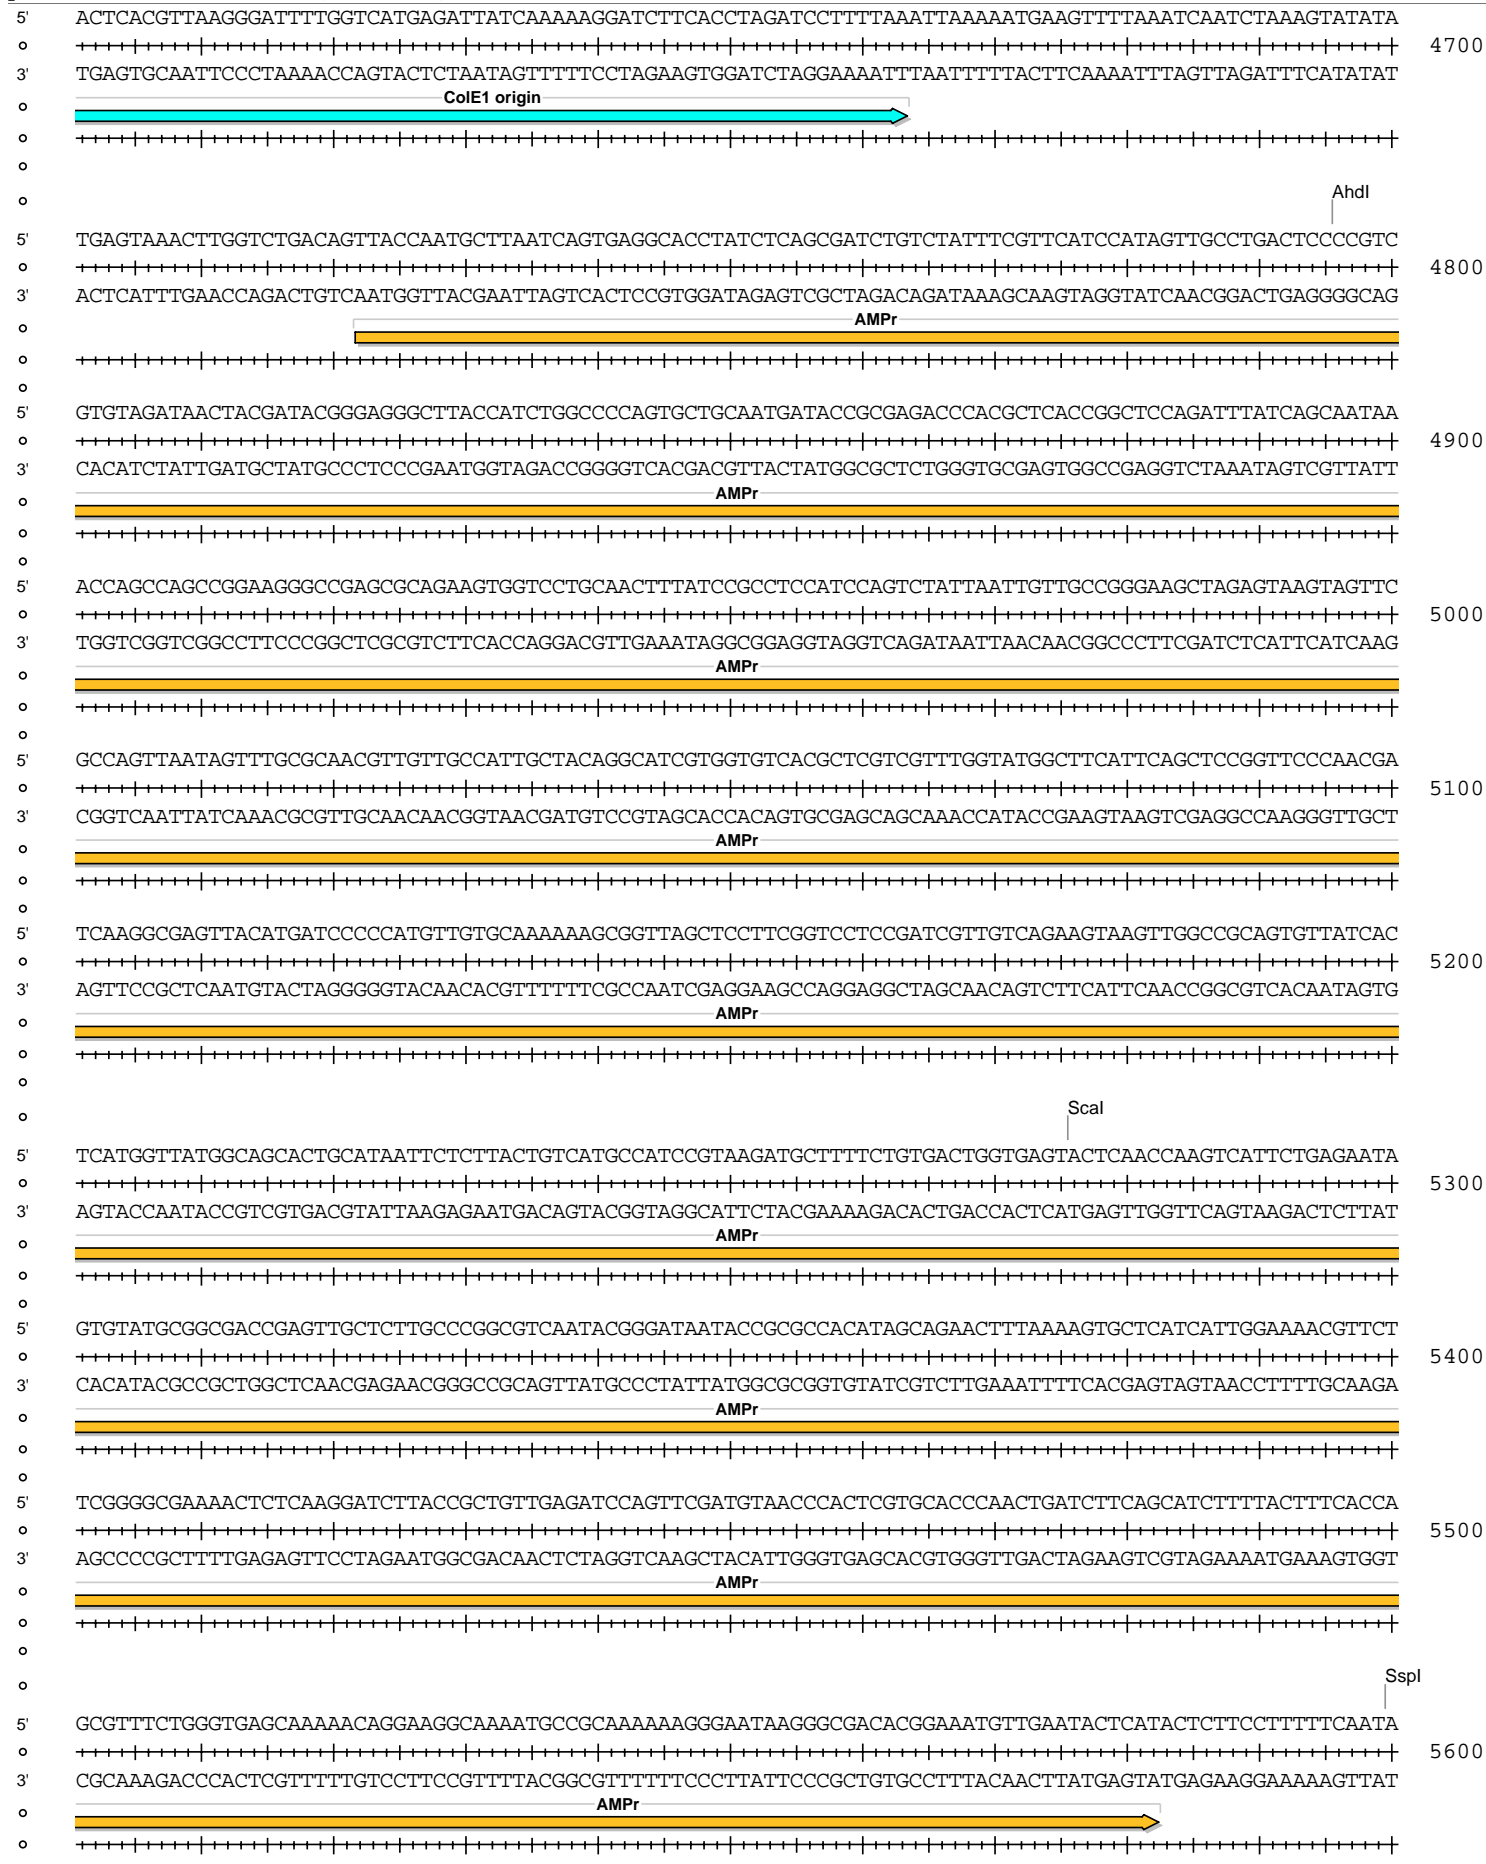 5' ACTCACGTTAAGGGATTTTGGTCATGAGATTATCAAAAAGGATCTTCACCTAGATCCTTTTAAATTAAAAATGAAGTTTTAAATCAATCTAAAGTATATA
4700
3' TGAGTGCAATTCCCTAAAACCAGTACTCTAATAGTTTTTCCTAGAAGTGGATCTAGGAAAATTTAATTTTTACTTCAAAATTTAGTTAGATTTCATATAT
ColE1 origin
AhdI
5' TGAGTAAACTTGGTCTGACAGTTACCAATGCTTAATCAGTGAGGCACCTATCTCAGCGATCTGTCTATTTCGTTCATCCATAGTTGCCTGACTCCCCGTC
4800
3' ACTCATTTGAACCAGACTGTCAATGGTTACGAATTAGTCACTCCGTGGATAGAGTCGCTAGACAGATAAAGCAAGTAGGTATCAACGGACTGAGGGGCAG
AMPr
5' GTGTAGATAACTACGATACGGGAGGGCTTACCATCTGGCCCCAGTGCTGCAATGATACCGCGAGACCCACGCTCACCGGCTCCAGATTTATCAGCAATAA
4900
3' CACATCTATTGATGCTATGCCCTCCCGAATGGTAGACCGGGGTCACGACGTTACTATGGCGCTCTGGGTGCGAGTGGCCGAGGTCTAAATAGTCGTTATT
AMPr
5' ACCAGCCAGCCGGAAGGGCCGAGCGCAGAAGTGGTCCTGCAACTTTATCCGCCTCCATCCAGTCTATTAATTGTTGCCGGGAAGCTAGAGTAAGTAGTTC
5000
3' TGGTCGGTCGGCCTTCCCGGCTCGCGTCTTCACCAGGACGTTGAAATAGGCGGAGGTAGGTCAGATAATTAACAACGGCCCTTCGATCTCATTCATCAAG
AMPr
5' GCCAGTTAATAGTTTGCGCAACGTTGTTGCCATTGCTACAGGCATCGTGGTGTCACGCTCGTCGTTTGGTATGGCTTCATTCAGCTCCGGTTCCCAACGA
5100
3' CGGTCAATTATCAAACGCGTTGCAACAACGGTAACGATGTCCGTAGCACCACAGTGCGAGCAGCAAACCATACCGAAGTAAGTCGAGGCCAAGGGTTGCT
AMPr
5' TCAAGGCGAGTTACATGATCCCCCATGTTGTGCAAAAAAGCGGTTAGCTCCTTCGGTCCTCCGATCGTTGTCAGAAGTAAGTTGGCCGCAGTGTTATCAC
5200
3' AGTTCCGCTCAATGTACTAGGGGGTACAACACGTTTTTTCGCCAATCGAGGAAGCCAGGAGGCTAGCAACAGTCTTCATTCAACCGGCGTCACAATAGTG
AMPr
ScaI
5' TCATGGTTATGGCAGCACTGCATAATTCTCTTACTGTCATGCCATCCGTAAGATGCTTTTCTGTGACTGGTGAGTACTCAACCAAGTCATTCTGAGAATA
5300
3' AGTACCAATACCGTCGTGACGTATTAAGAGAATGACAGTACGGTAGGCATTCTACGAAAAGACACTGACCACTCATGAGTTGGTTCAGTAAGACTCTTAT
AMPr
5' GTGTATGCGGCGACCGAGTTGCTCTTGCCCGGCGTCAATACGGGATAATACCGCGCCACATAGCAGAACTTTAAAAGTGCTCATCATTGGAAAACGTTCT
5400
3' CACATACGCCGCTGGCTCAACGAGAACGGGCCGCAGTTATGCCCTATTATGGCGCGGTGTATCGTCTTGAAATTTTCACGAGTAGTAACCTTTTGCAAGA
AMPr
5' TCGGGGCGAAAACTCTCAAGGATCTTACCGCTGTTGAGATCCAGTTCGATGTAACCCACTCGTGCACCCAACTGATCTTCAGCATCTTTTACTTTCACCA
5500
3' AGCCCCGCTTTTGAGAGTTCCTAGAATGGCGACAACTCTAGGTCAAGCTACATTGGGTGAGCACGTGGGTTGACTAGAAGTCGTAGAAAATGAAAGTGGT
AMPr
SspI
5' GCGTTTCTGGGTGAGCAAAAACAGGAAGGCAAAATGCCGCAAAAAAGGGAATAAGGGCGACACGGAAATGTTGAATACTCATACTCTTCCTTTTTCAATA
5600
3' CGCAAAGACCCACTCGTTTTTGTCCTTCCGTTTTACGGCGTTTTTTCCCTTATTCCCGCTGTGCCTTTACAACTTATGAGTATGAGAAGGAAAAAGTTAT
AMPr